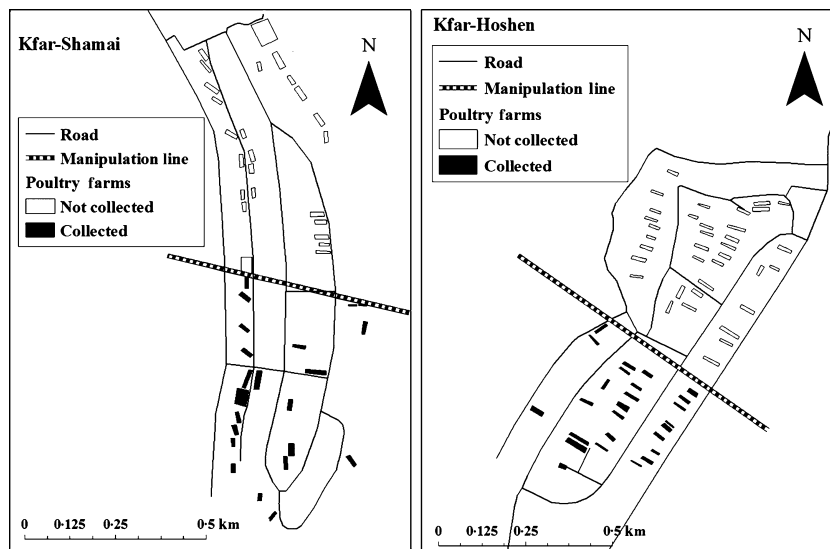 Kfar-Shamai
N
Road
Manipulation line
Poultry farms
Not collected
Collected
0 0·125 0·25 0·5 km
Kfar-Hoshen
N
Road
Manipulation line
Poultry farms
Not collected
Collected
0 0·125 0·25 0·5 km